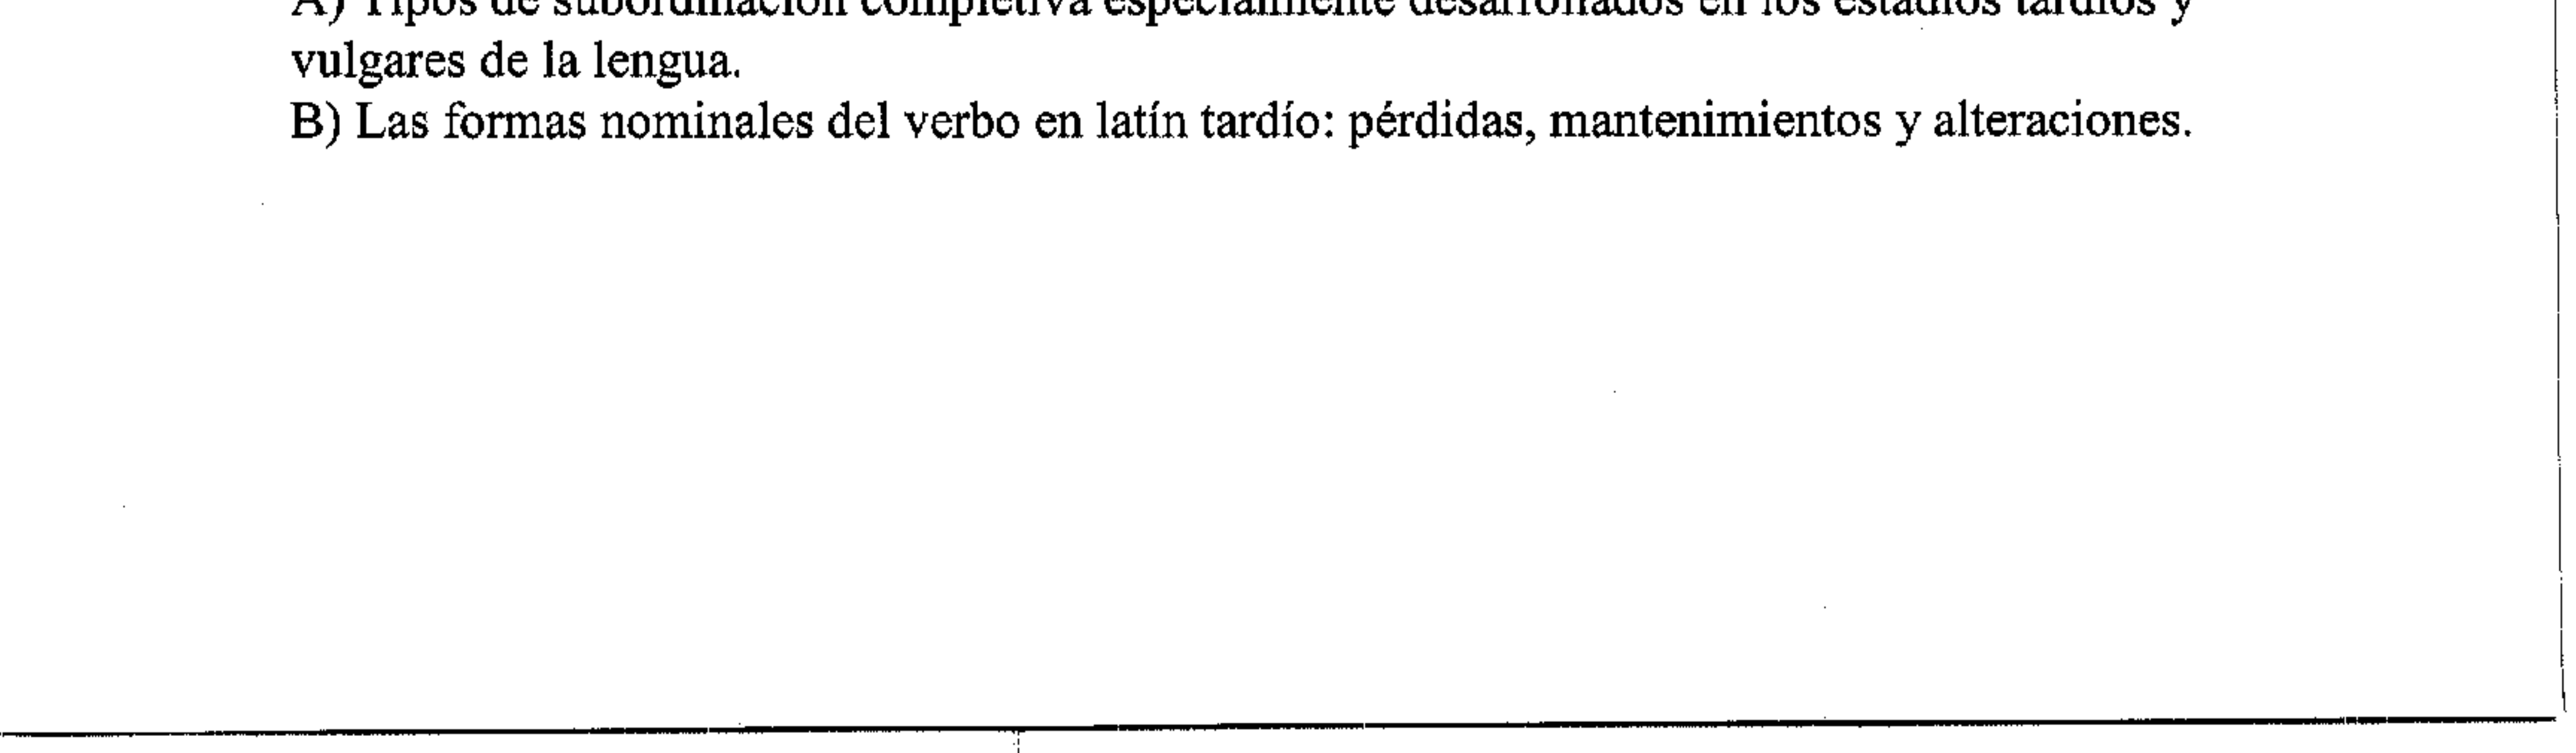 A) Tipos de subordinación completiva especialmente desarrollados en los estadios tardíos y
vulgares de la lengua.
B) Las formas nominales del verbo en latín tardío: pérdidas, mantenimientos y alteraciones.